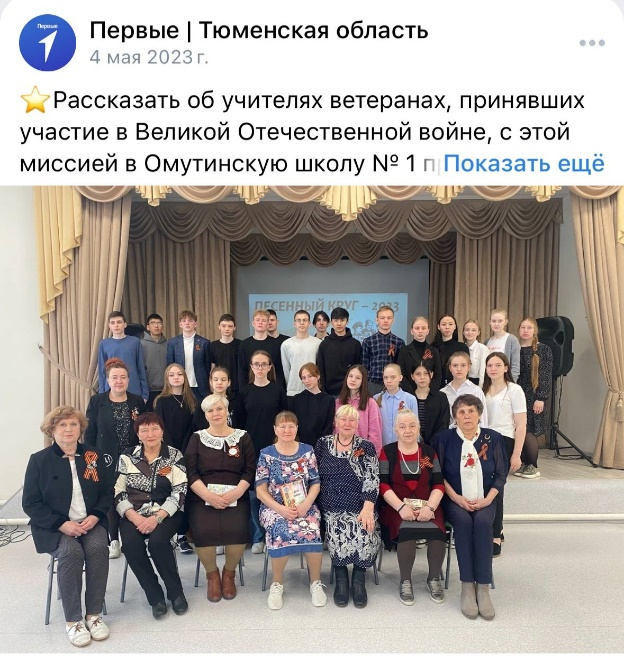 Первые
Первые | Тюменская область
4 мая 2023 г.
Рассказать об учителях ветеранах, принявших
участие в Великой Отечественной войне, с этой
миссией в Омутинскую школу № 1 Показать ещё
ПЕСЕННЫЙ КРУГ – 2023